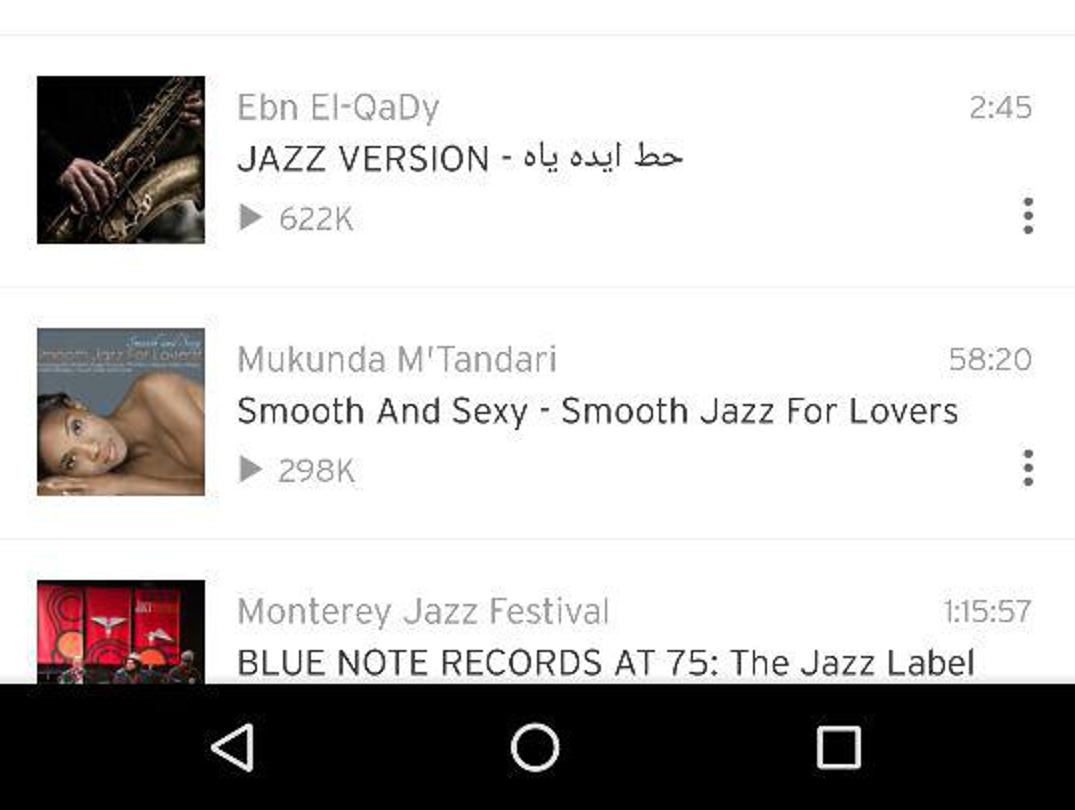 Ebn El-QaDy
2:45
JAZZ VERSION - حط ايده ياه
622K
Smooth and Sexy
Smooth Jazz For Lovers
Mukunda M'Tandari
58:20
Smooth And Sexy - Smooth Jazz For Lovers
298K
Monterey Jazz Festival
1:15:57
BLUE NOTE RECORDS AT 75: The Jazz Label